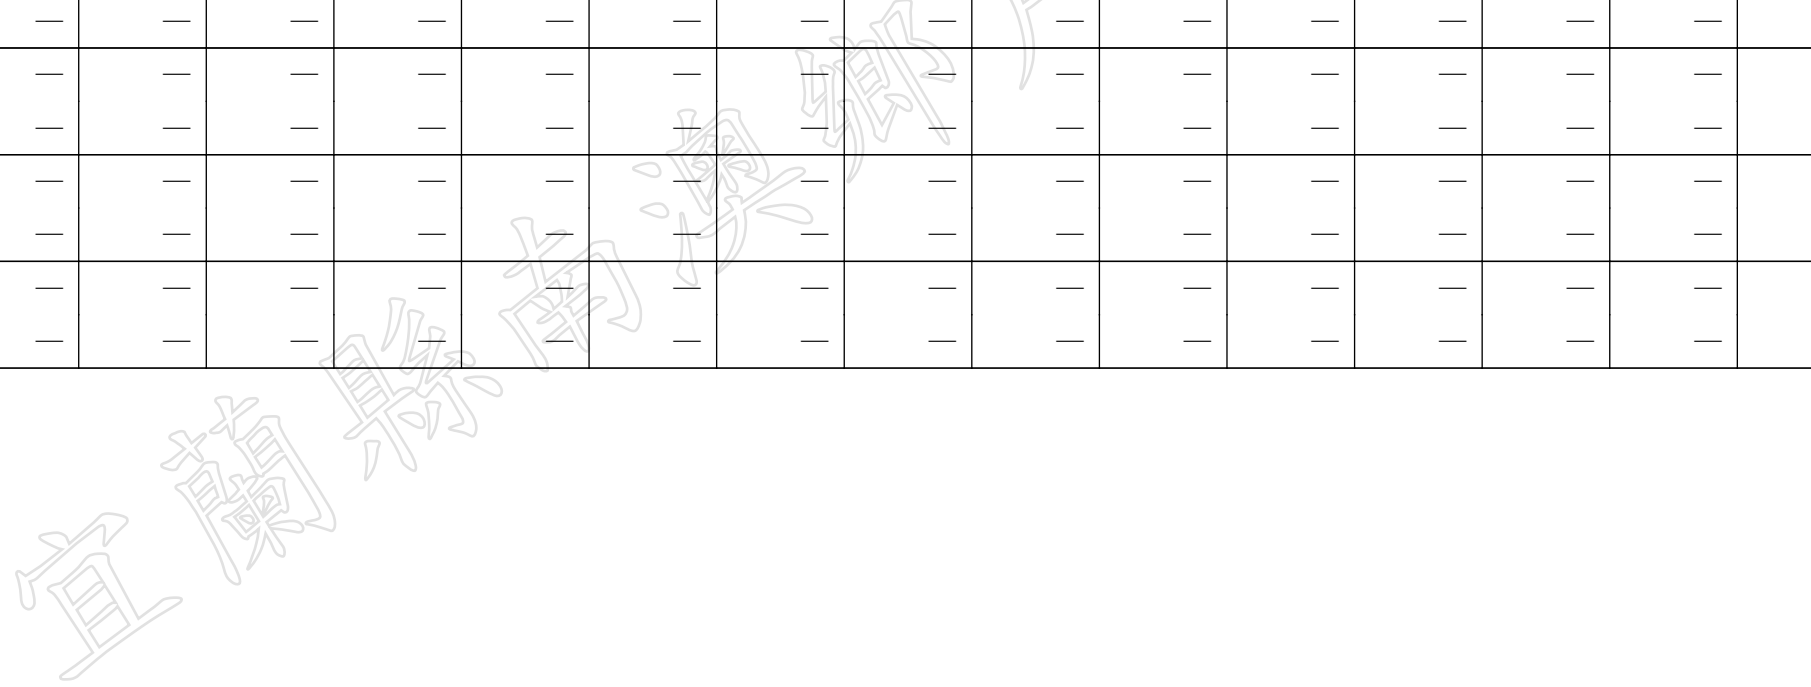 — — — — — — — — — — — — — —
— — — — — — — — — — — — — —
— — — — — — — — — — — — — —
— — — — — — — — — — — — — —
— — — — — — — — — — — — — —
— — — — — — — — — — — — — —
— — — — — — — — — — — — — —
宜蘭縣南澳鄉